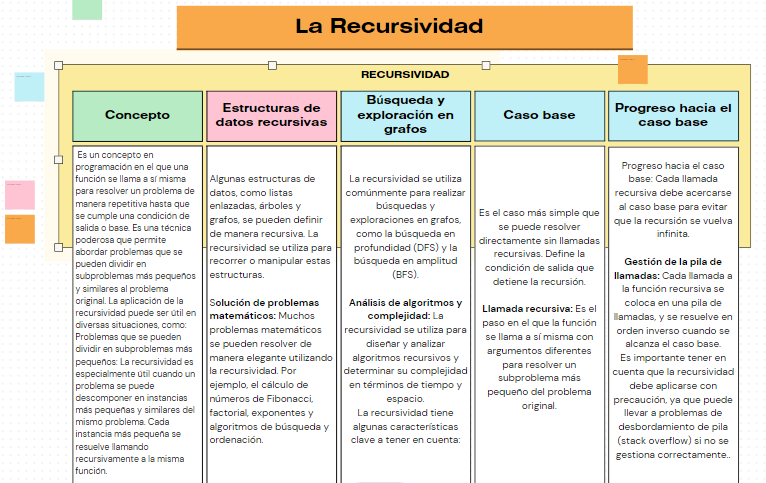 La Recursividad
RECURSIVIDAD
Concepto
Es un concepto en
programación en el que una
función se llama a sí misma
para resolver un problema de
manera repetitiva hasta que
se cumple una condición de
salida o base. Es una técnica
poderosa que permite
abordar problemas que se
pueden dividir en
subproblemas más pequeños
y similares al problema
original. La aplicación de la
recursividad puede ser útil en
diversas situaciones, como:
Problemas que se pueden
dividir en subproblemas más
pequeños: La recursividad es
especialmente útil cuando un
problema se puede
descomponer en instancias
más pequeñas y similares del
mismo problema. Cada
instancia más pequeña se
resuelve llamando
recursivamente a la misma
función.
Estructuras de
datos recursivas
Algunas estructuras de
datos, como listas
enlazadas, árboles y
grafos, se pueden definir
de manera recursiva. La
recursividad se utiliza para
recorrer o manipular estas
estructuras.
Solución de problemas
matemáticos: Muchos
problemas matemáticos
se pueden resolver de
manera elegante utilizando
la recursividad. Por
ejemplo, el cálculo de
números de Fibonacci,
factorial, exponentes y
algoritmos de búsqueda y
ordenación.
Búsqueda y
exploración en
grafos
La recursividad se utiliza
comúnmente para realizar
búsquedas y
exploraciones en grafos,
como la búsqueda en
profundidad (DFS) y la
búsqueda en amplitud
(BFS).
Análisis de algoritmos y
complejidad: La
recursividad se utiliza para
diseñar y analizar
algoritmos recursivos y
determinar su complejidad
en términos de tiempo y
espacio.
La recursividad tiene
algunas características
clave a tener en cuenta:
Caso base
Es el caso más simple que
se puede resolver
directamente sin llamadas
recursivas. Define la
condición de salida que
detiene la recursión.
Llamada recursiva: Es el
paso en el que la función
se llama a sí misma con
argumentos diferentes
para resolver un
subproblema más
pequeño del problema
original.
Progreso hacia el
caso base
Progreso hacia el caso
base: Cada llamada
recursiva debe acercarse
al caso base para evitar
que la recursión se vuelva
infinita.
Gestión de la pila de
llamadas: Cada llamada a
la función recursiva se
coloca en una pila de
llamadas, y se resuelve en
orden inverso cuando se
alcanza el caso base.
Es importante tener en
cuenta que la recursividad
debe aplicarse con
precaución, ya que puede
llevar a problemas de
desbordamiento de pila
(stack overflow) si no se
gestiona correctamente..